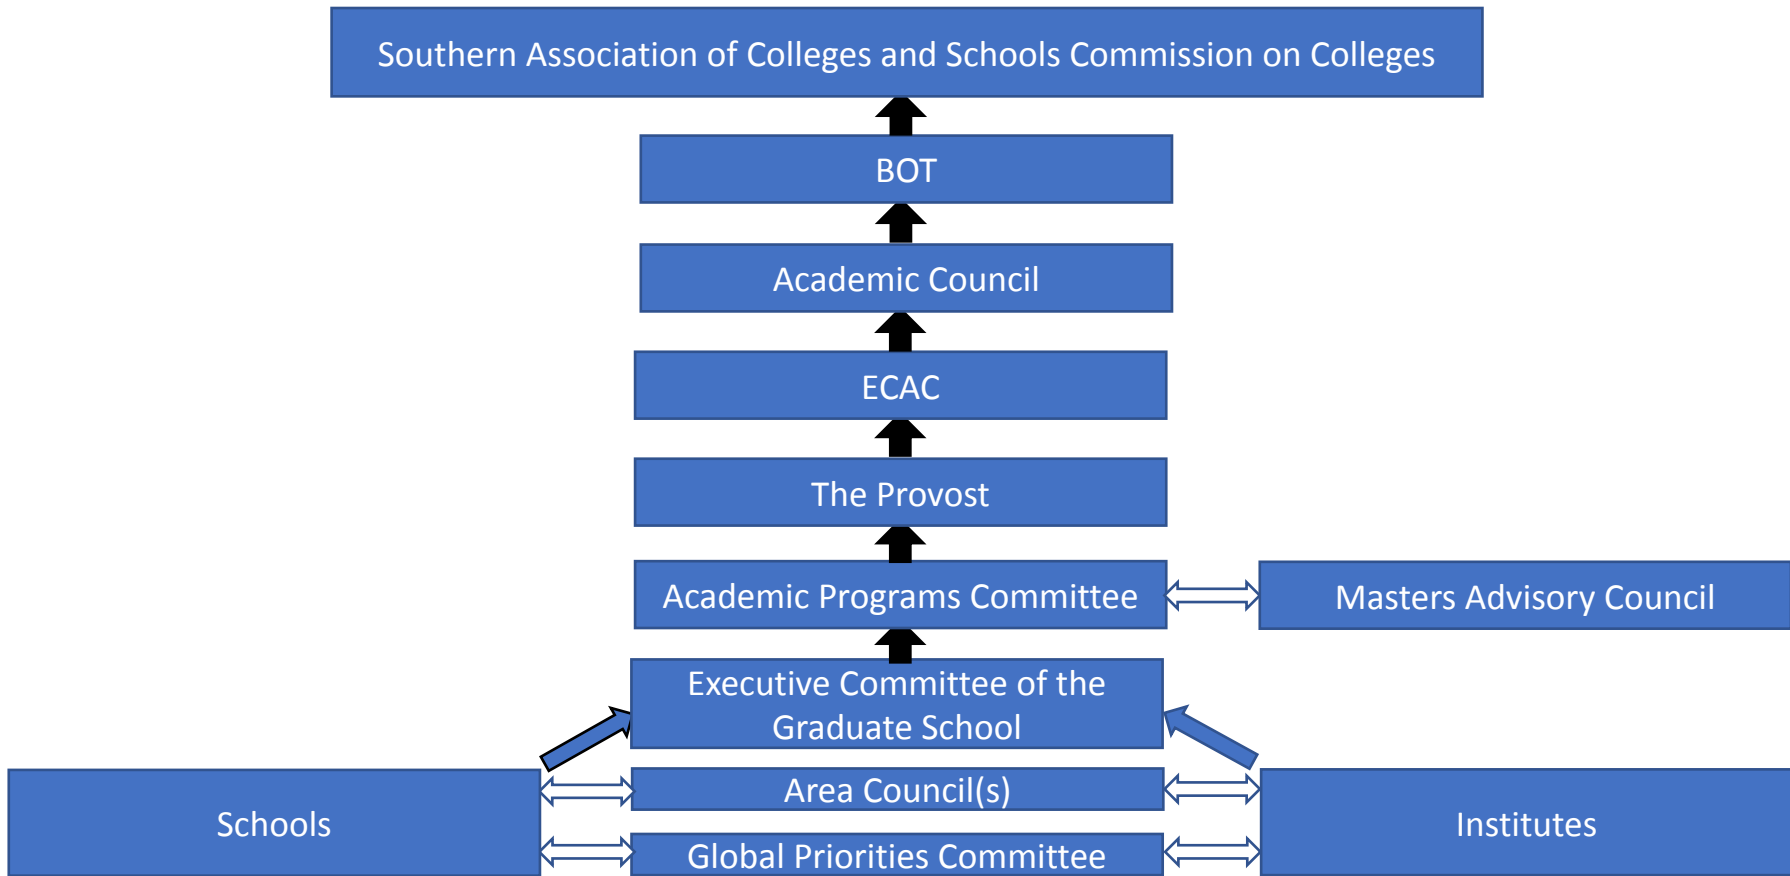 Southern Association of Colleges and Schools Commission on Colleges
BOT
Academic Council
ECAC
The Provost
Academic Programs Committee
Masters Advisory Council
Executive Committee of the
Graduate School
Schools
Area Council(s)
Global Priorities Committee
Institutes